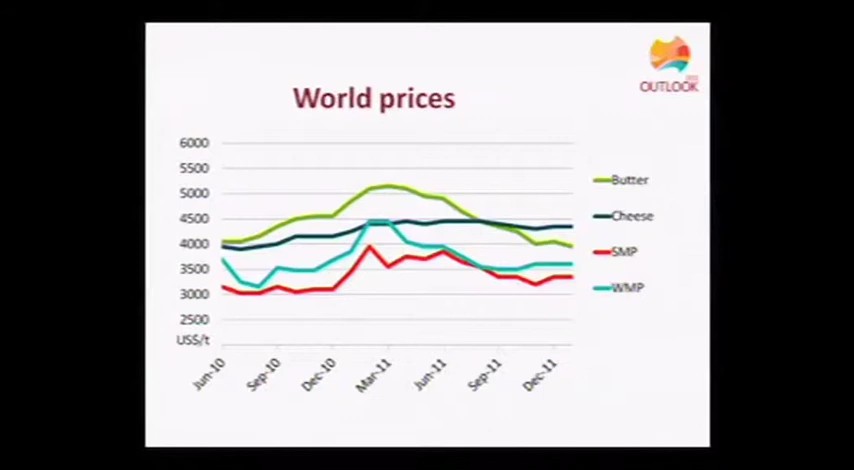 OUTLOOK
World prices
6000
5500
5000
4500
4000
3500
3000
2500
US$/t
Jun-10
Sep-10
Dec-10
Mar-11
Jun-11
Sep-11
Dec-11
Butter
Cheese
SMP
WMP